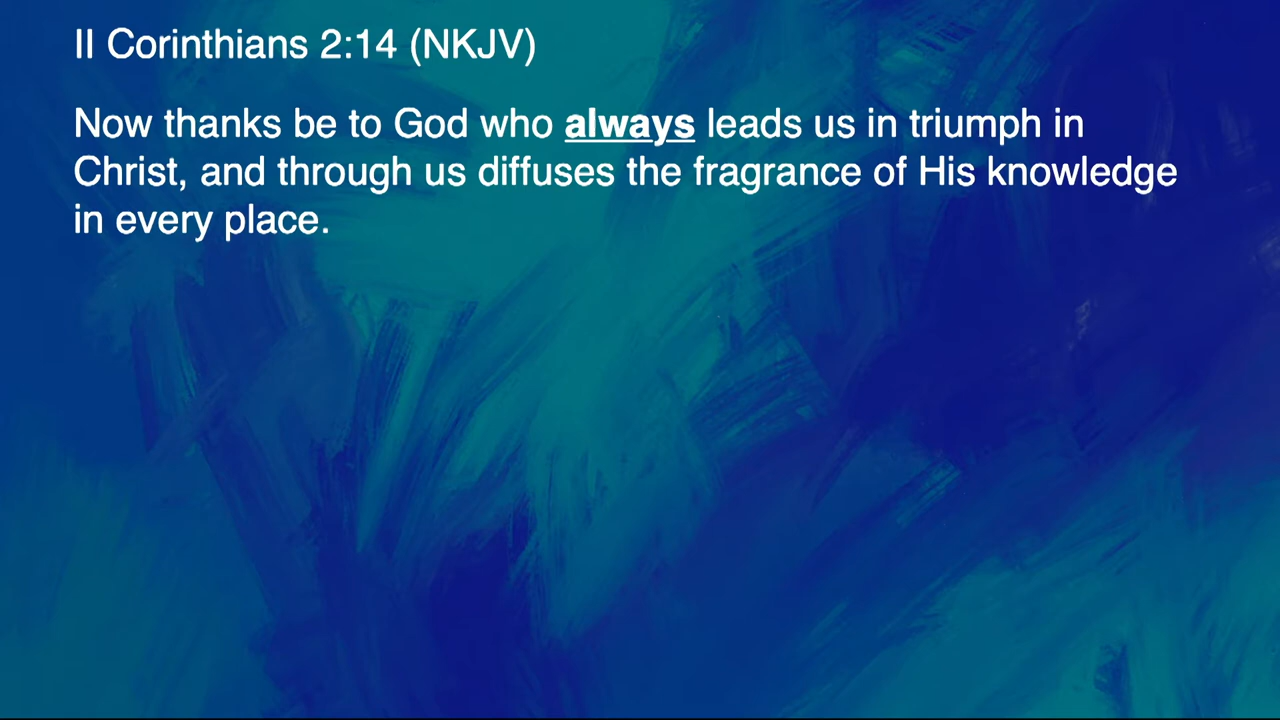 II Corinthians 2:14 (NKJV)
Now thanks be to God who always leads us in triumph in
Christ, and through us diffuses the fragrance of His knowledge
in every place.